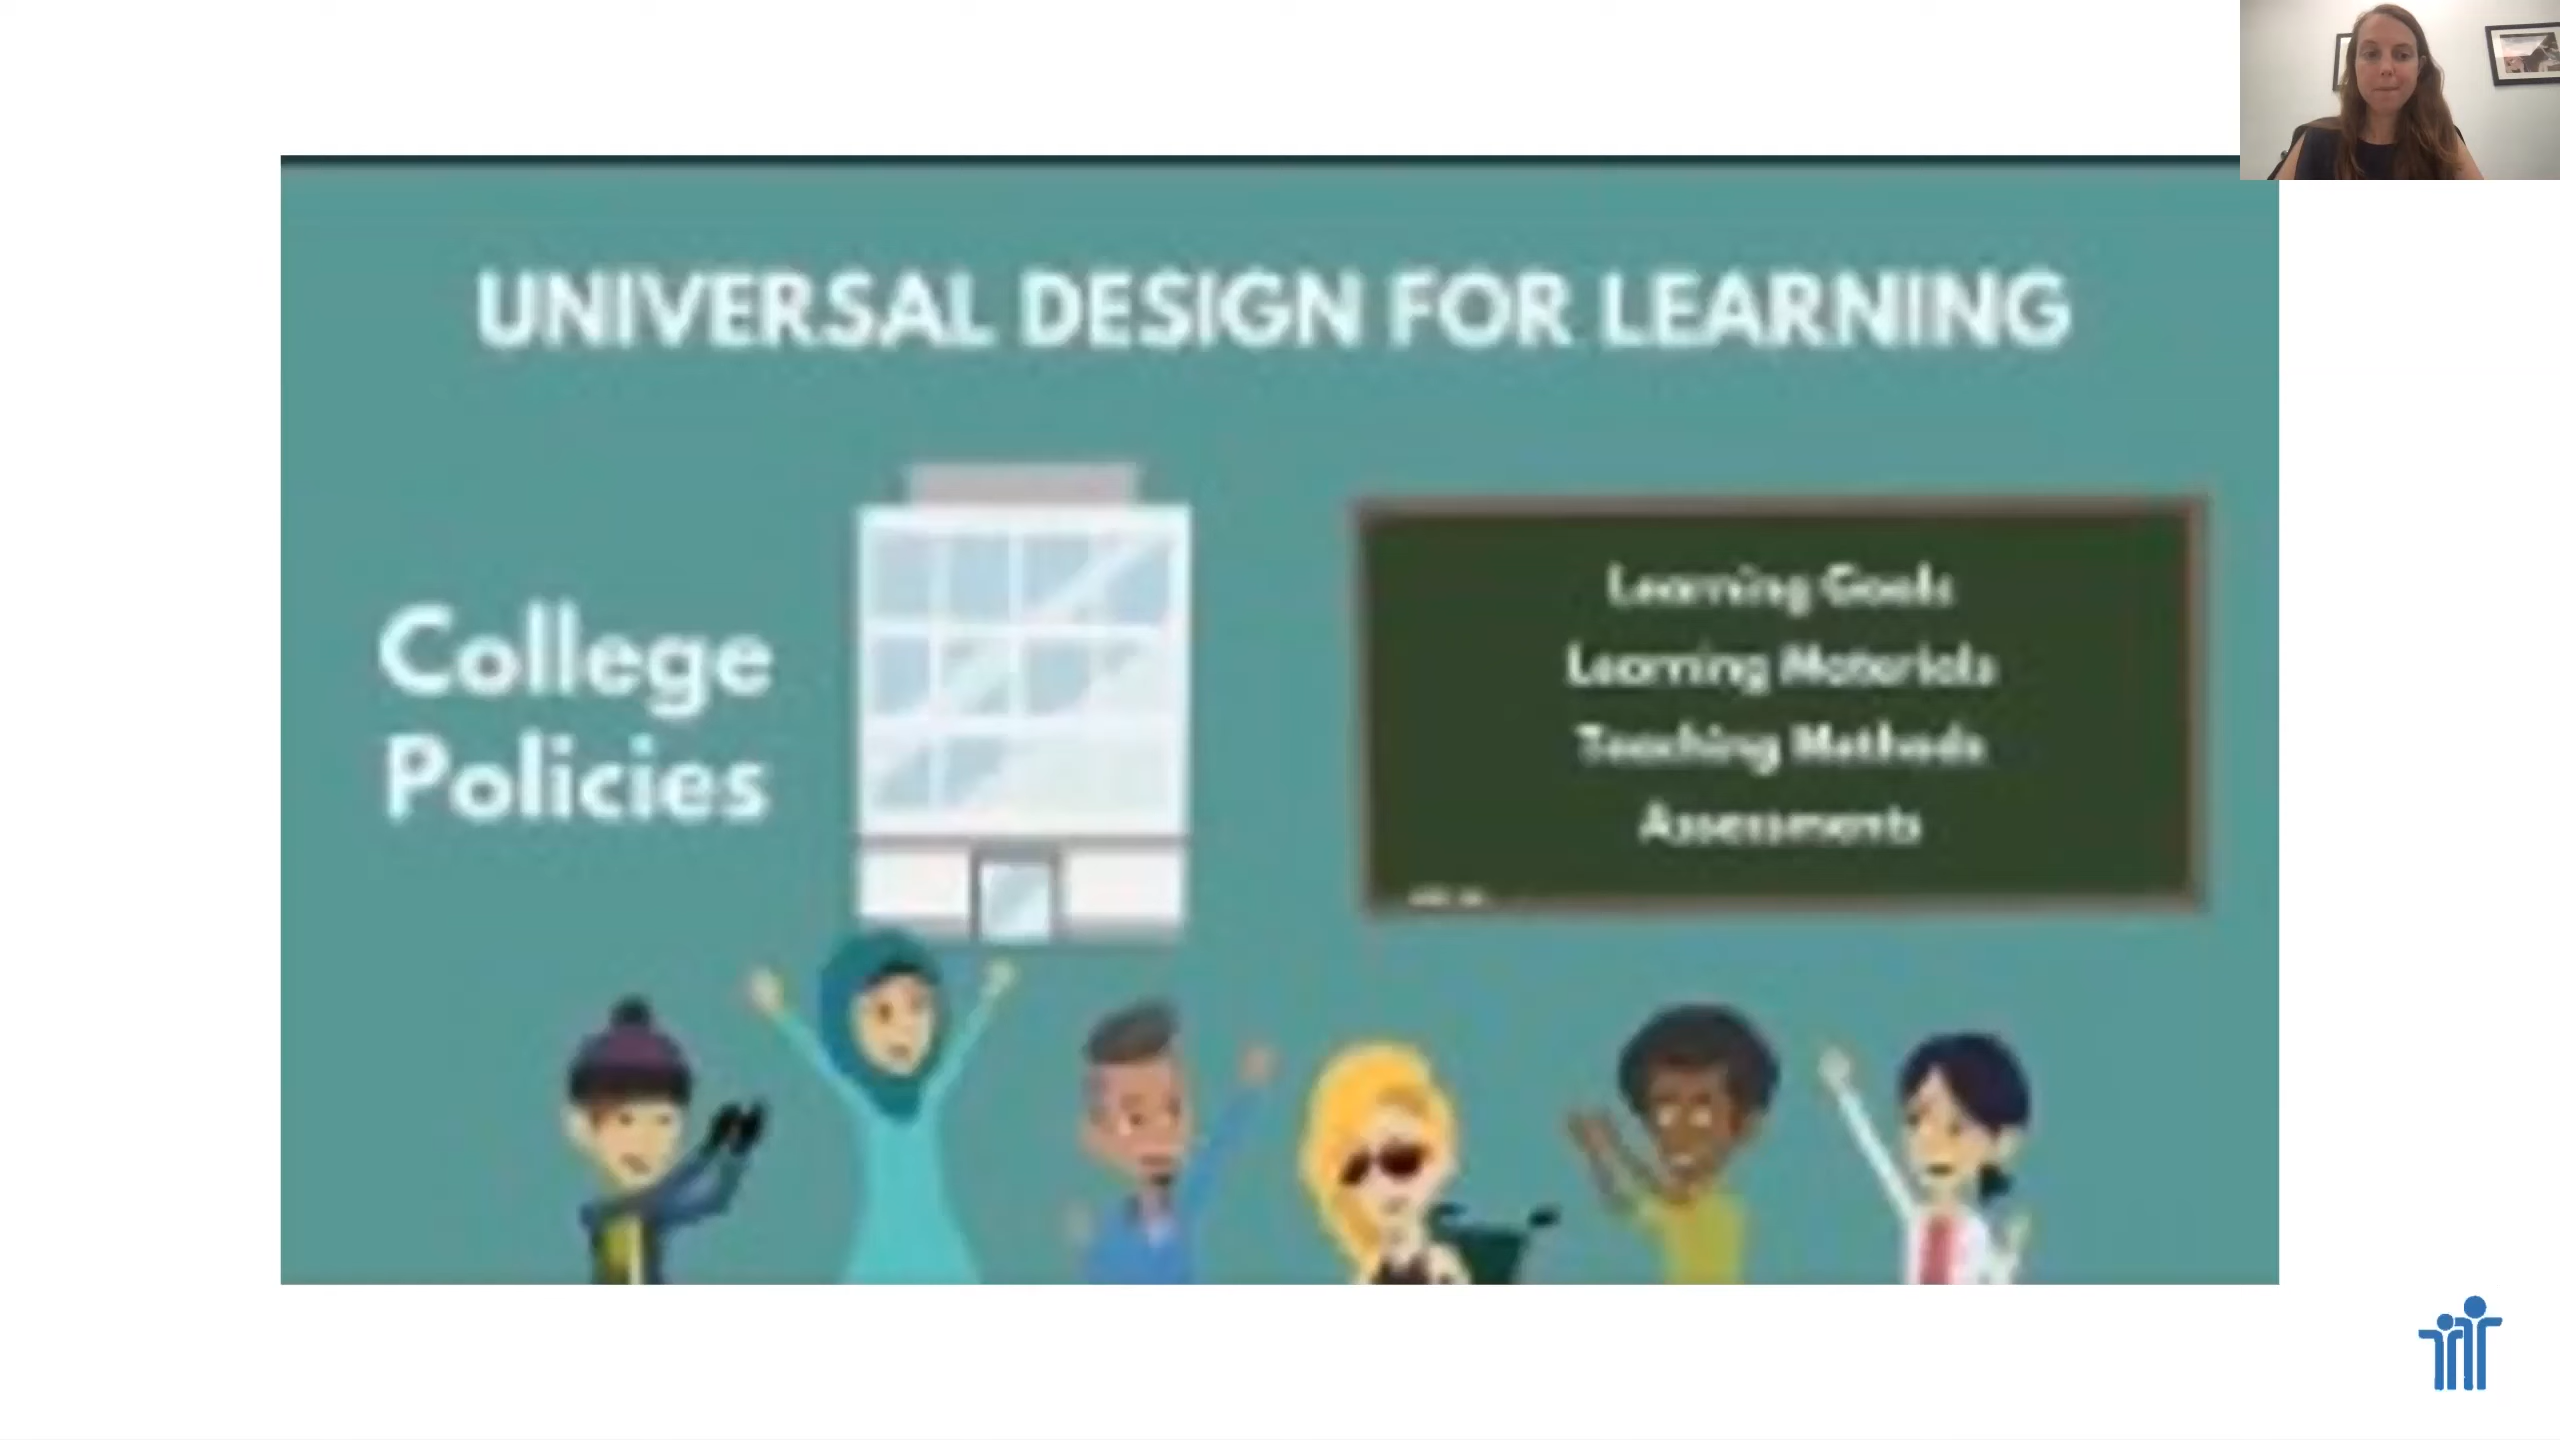 UNIVERSAL DESIGN FOR LEARNING
College
Policies
Learning Goals
Learning Materials
Teaching Methods
Assessments